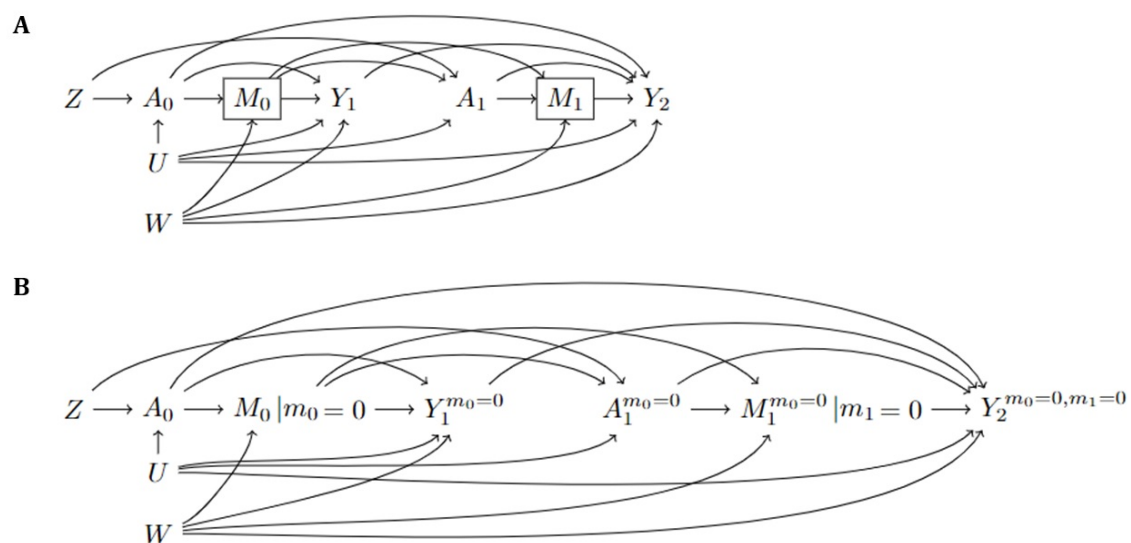 A
Z A₀ M₀ Y₁ A₁ M₁ Y₂
U
W
B
Z A₀ M₀ |m₀ = 0 Y₁^{m₀=0} A₁^{m₀=0} M₁^{m₀=0} |m₁ = 0 Y₂^{m₀=0,m₁=0}
U
W